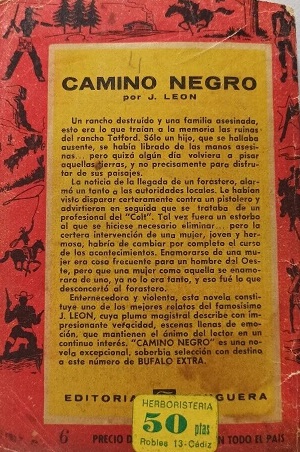 CAMINO NEGRO
por J. LEON
Un rancho destruído y una familia asesinada,
esto era lo que traían a la memoria las ruinas
del rancho Totford. Sólo un hijo, que se hallaba
ausente, se había librado de las manos asesi-
nas... pero quizá algún día volviera a pisar
aquellas tierras, y no precisamente para disfru-
tar de sus paisajes.
La noticia de la llegada de un forastero, alar-
mó un tanto a las autoridades locales. Le habían
visto disparar certeramente contra un pistolero y
advirtieron en seguida que se trataba de un
profesional del "Colt". Tal vez fuera un estorbo
al que se hiciese necesario eliminar... pero la
certera intervención de una mujer, joven y her-
mosa, habría de cambiar por completo el curso
de los acontecimientos. Enamorarse de una mu-
jer era cosa frecuente para un hombre del Oes-
te, pero que una mujer como aquella se enamo-
rara de uno, ya no lo era tanto, y eso fué lo que
desconcertó al forastero.
Enternecedora y violenta, esta novela consti-
tuye uno de los mejores relatos del famosísimo
J. LEON, cuya pluma magistral describe con im-
presionante veracidad, escenas llenas de emo-
ción, que mantienen el ánimo del lector en un
continuo interés. "CAMINO NEGRO" es una no-
vela excepcional, soberbia selección con destino
a este número de BUFALO EXTRA.
EDITORIA GUERA
HERBORISTERIA
50 ptas
Robles 13-Cádiz
6 PRECIO D N TODO EL PAIS